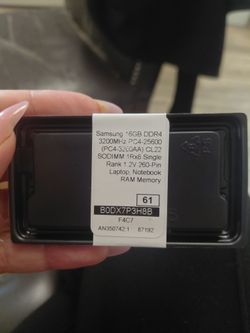 Samsung 16GB DDR4
3200MHz PC4-25600
(PC4-3200AA) CL22
SODIMM 1Rx8 Single
Rank 1.2V 260-Pin
Laptop, Notebook
RAM Memory
61
B0DX7P3H8B
F4C7
AN350742:1 87192